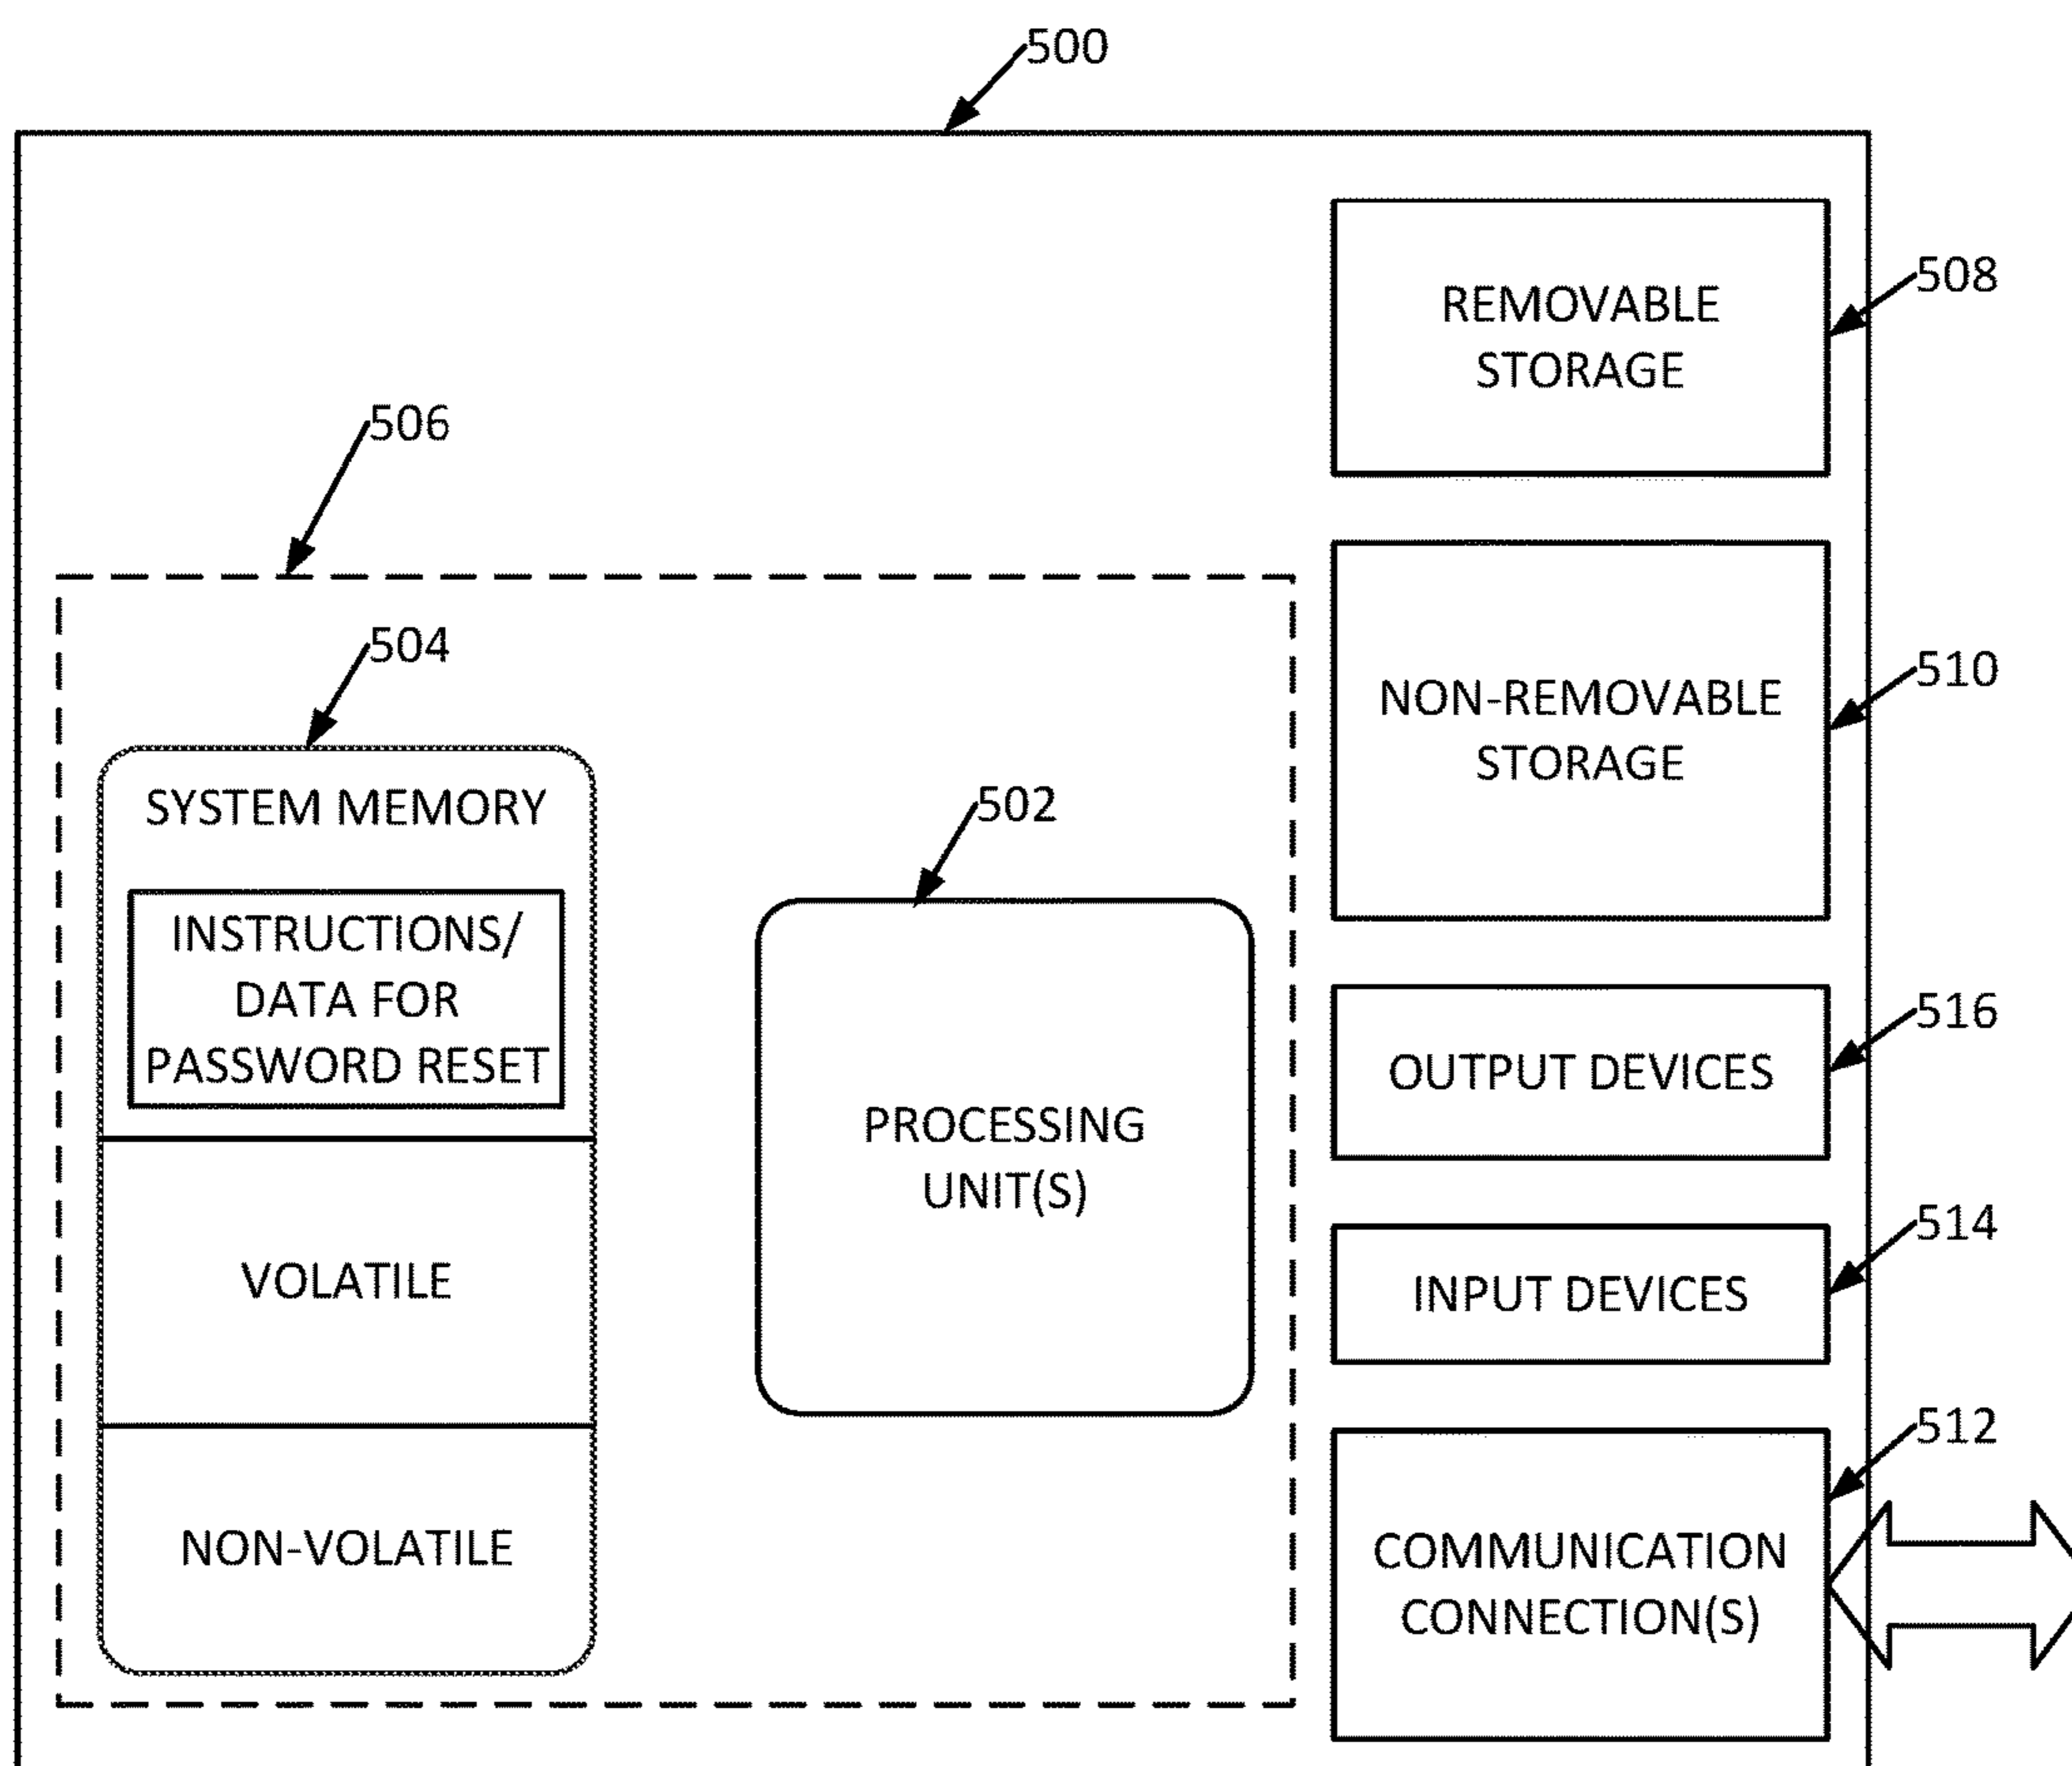 500
REMOVABLE
STORAGE
508
506
NON-REMOVABLE
STORAGE
510
504
SYSTEM MEMORY
INSTRUCTIONS/
DATA FOR
PASSWORD RESET
VOLATILE
NON-VOLATILE
502
PROCESSING
UNIT(S)
OUTPUT DEVICES
516
INPUT DEVICES
514
COMMUNICATION
CONNECTION(S)
512